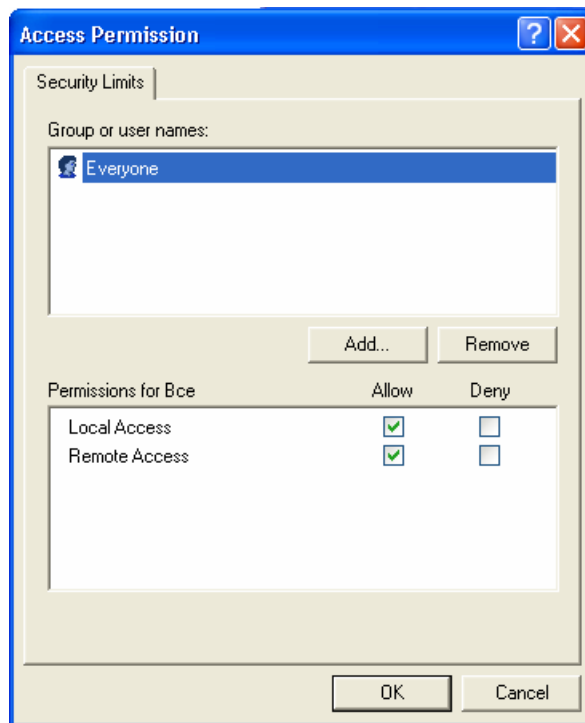 Access Permission
Security Limits
Group or user names:
Everyone
Add... Remove
Permissions for Bce Allow Deny
Local Access
Remote Access
OK Cancel